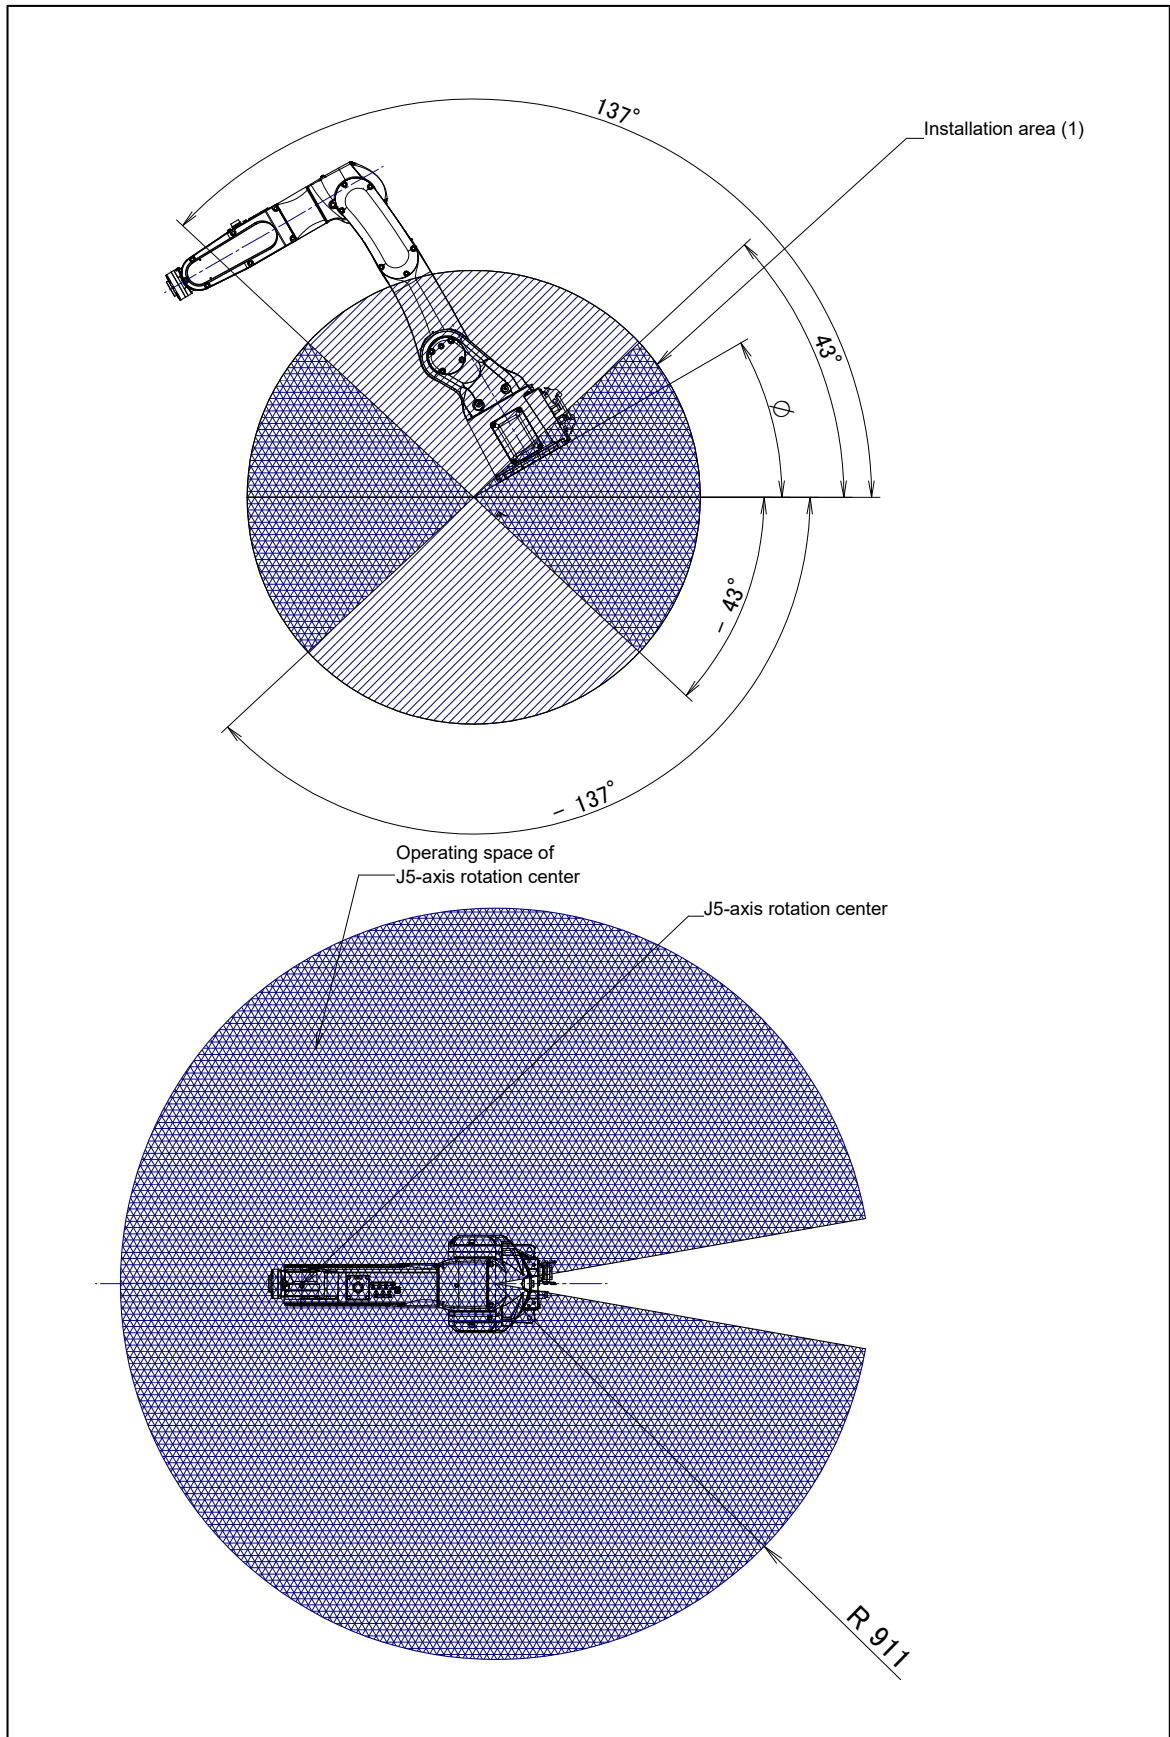 137°
Installation area (1)
43°
Ø
- 43°
- 137°
Operating space of
J5-axis rotation center
J5-axis rotation center
R 911